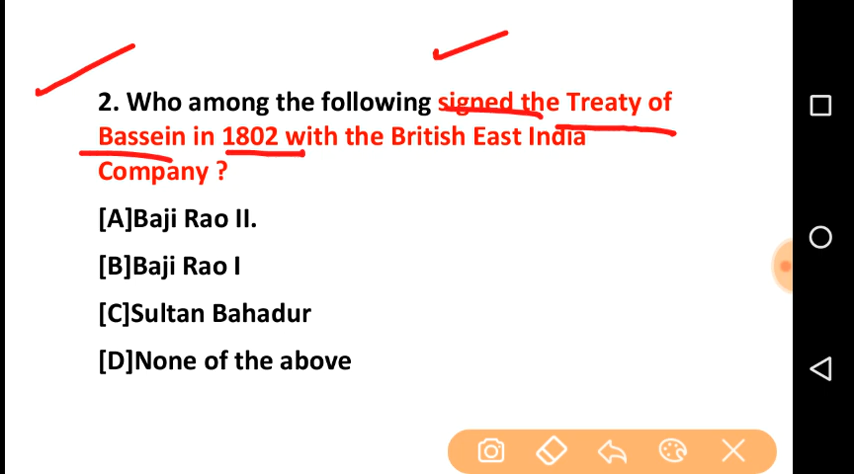 2. Who among the following signed the Treaty of
Bassein in 1802 with the British East India
Company ?
[A]Baji Rao II.
[B]Baji Rao I
[C]Sultan Bahadur
[D]None of the above